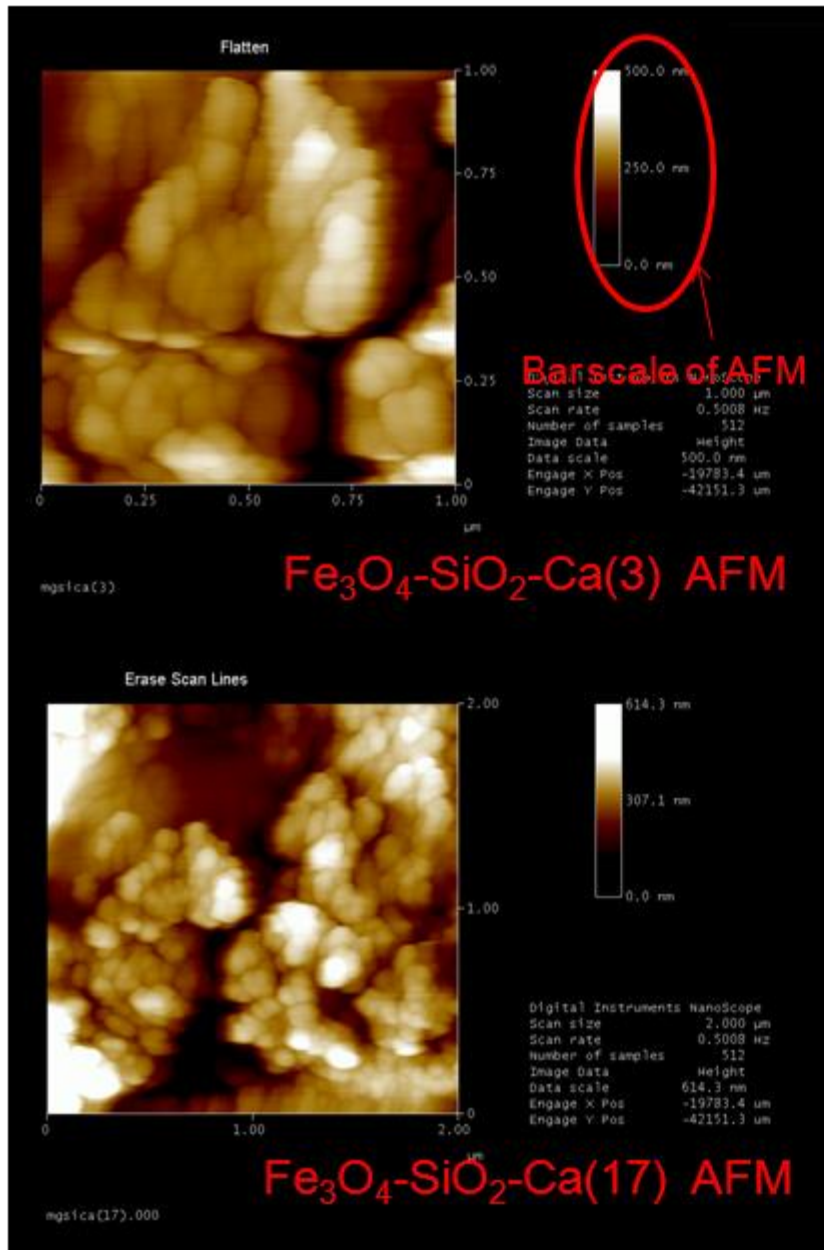 Flatten
1.00
0.75
0.50
0.25
0
0 0.25 0.50 0.75 1.00
μm
500.0 nm
250.0 nm
0.0 nm
Barscale of AFM
Digital Instruments NanoScope
Scan size 1.000 μm
Scan rate 0.5008 Hz
Number of samples 512
Image Data Height
Data scale 500.0 nm
Engage X Pos -19783.4 um
Engage Y Pos -42151.3 um
mgsica(3)
Fe₃O₄-SiO₂-Ca(3) AFM
Erase Scan Lines
2.00
1.00
0
0 1.00 2.00
μm
614.3 nm
307.1 nm
0.0 nm
Digital Instruments NanoScope
Scan size 2.000 μm
Scan rate 0.5008 Hz
Number of samples 512
Image Data Height
Data scale 614.3 nm
Engage X Pos -19783.4 um
Engage Y Pos -42151.3 um
Fe₃O₄-SiO₂-Ca(17) AFM
mgsica(17).000